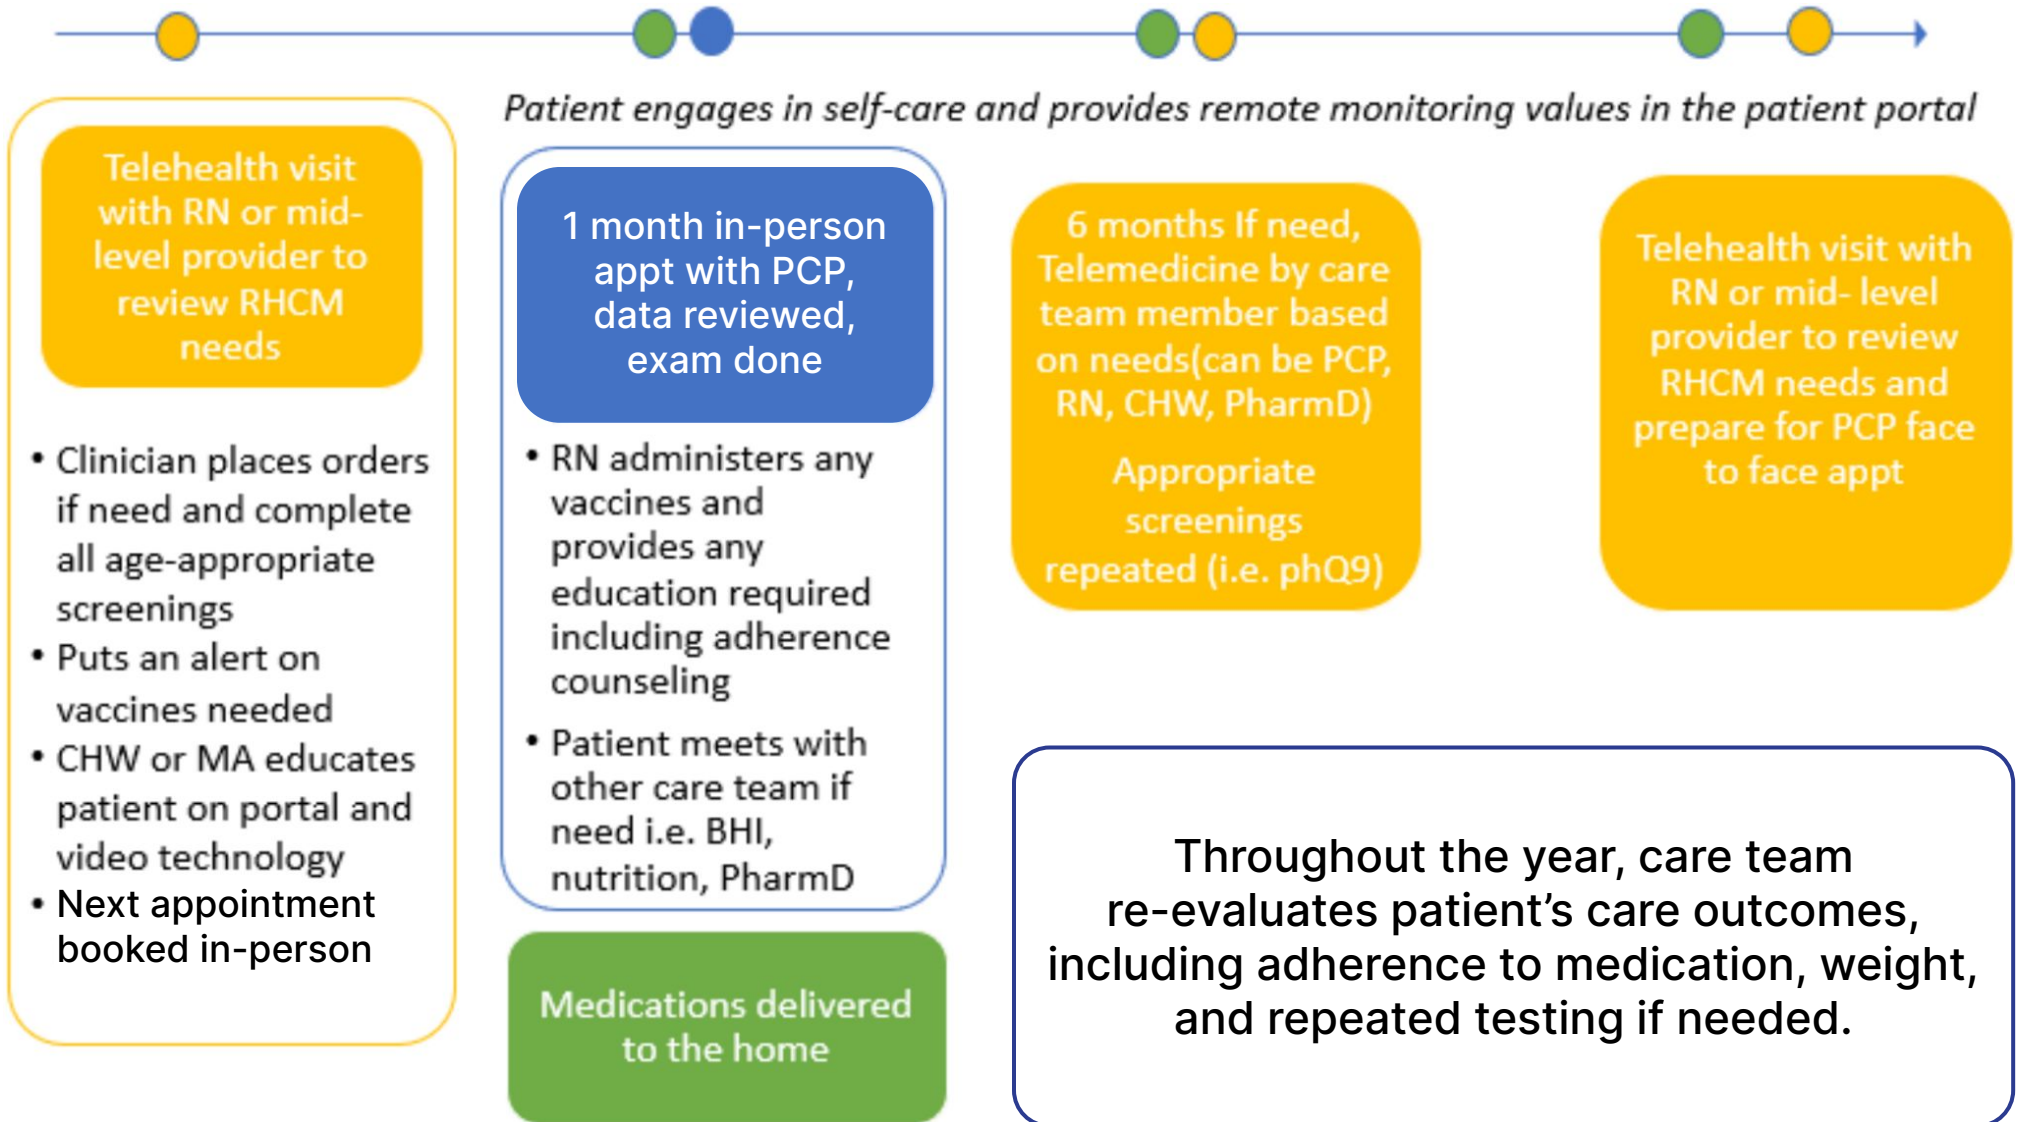 Patient engages in self-care and provides remote monitoring values in the patient portal
Telehealth visit
with RN or mid-
level provider to
review RHCM
needs
• Clinician places orders
if need and complete
all age-appropriate
screenings
• Puts an alert on
vaccines needed
• CHW or MA educates
patient on portal and
video technology
• Next appointment
booked in-person
1 month in-person
appt with PCP,
data reviewed,
exam done
• RN administers any
vaccines and
provides any
education required
including adherence
counseling
• Patient meets with
other care team if
need i.e. BHI,
nutrition, PharmD
Medications delivered
to the home
6 months If need,
Telemedicine by care
team member based
on needs(can be PCP,
RN, CHW, PharmD)
Appropriate
screenings
repeated (i.e. phQ9)
Telehealth visit with
RN or mid- level
provider to review
RHCM needs and
prepare for PCP face
to face appt
Throughout the year, care team
re-evaluates patient’s care outcomes,
including adherence to medication, weight,
and repeated testing if needed.